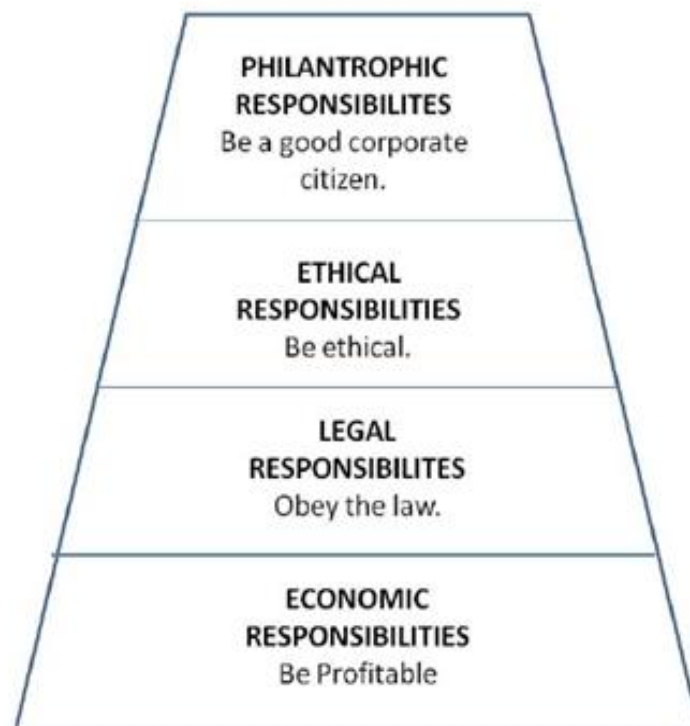 PHILANTROPHIC
RESPONSIBILITES
Be a good corporate
citizen.
ETHICAL
RESPONSIBILITIES
Be ethical.
LEGAL
RESPONSIBILITES
Obey the law.
ECONOMIC
RESPONSIBILITIES
Be Profitable